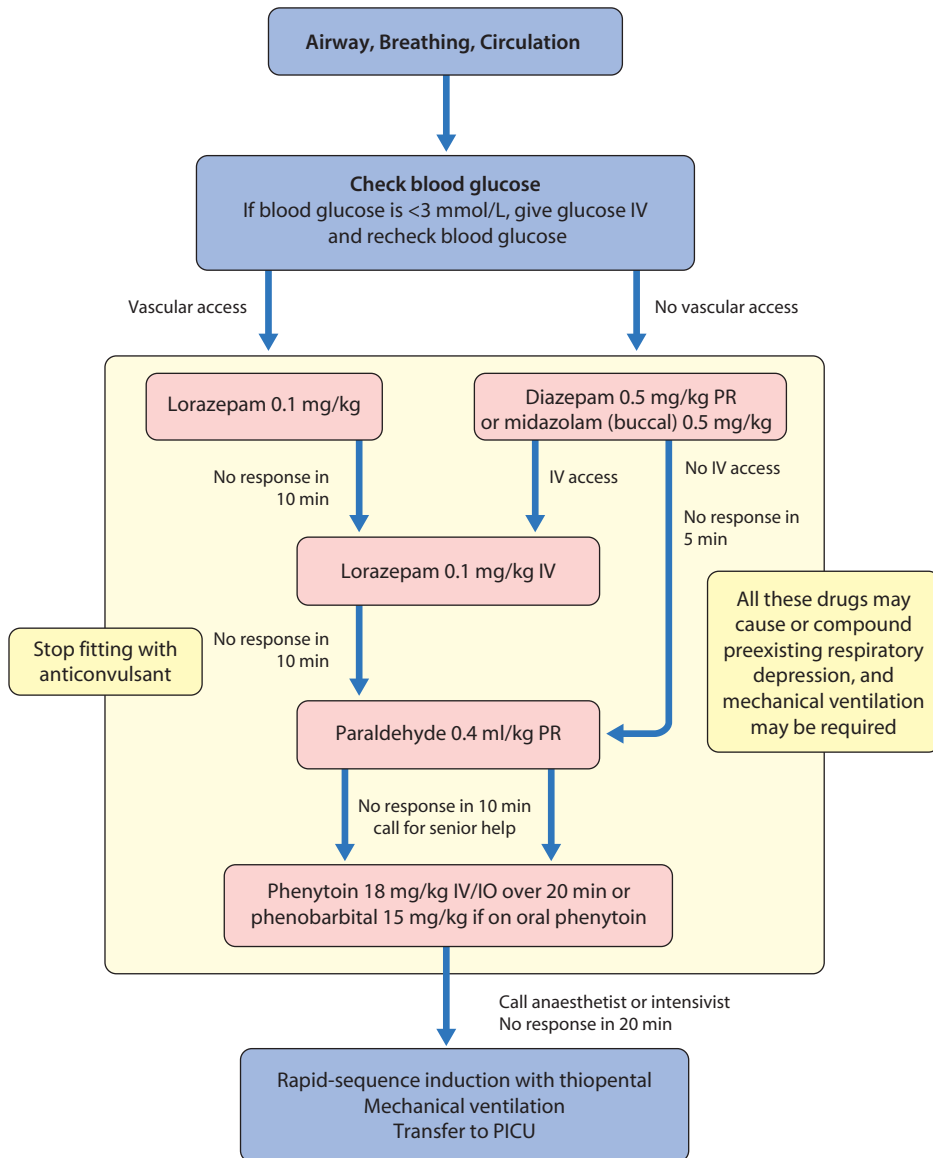 Airway, Breathing, Circulation
Check blood glucose
If blood glucose is <3 mmol/L, give glucose IV
and recheck blood glucose
Vascular access
No vascular access
Lorazepam 0.1 mg/kg
Diazepam 0.5 mg/kg PR
or midazolam (buccal) 0.5 mg/kg
No response in
10 min
IV access
No IV access
No response in
5 min
Lorazepam 0.1 mg/kg IV
All these drugs may
cause or compound
preexisting respiratory
depression, and
mechanical ventilation
may be required
Stop fitting with
anticonvulsant
No response in
10 min
Paraldehyde 0.4 ml/kg PR
No response in 10 min
call for senior help
Phenytoin 18 mg/kg IV/IO over 20 min or
phenobarbital 15 mg/kg if on oral phenytoin
Call anaesthetist or intensivist
No response in 20 min
Rapid-sequence induction with thiopental
Mechanical ventilation
Transfer to PICU